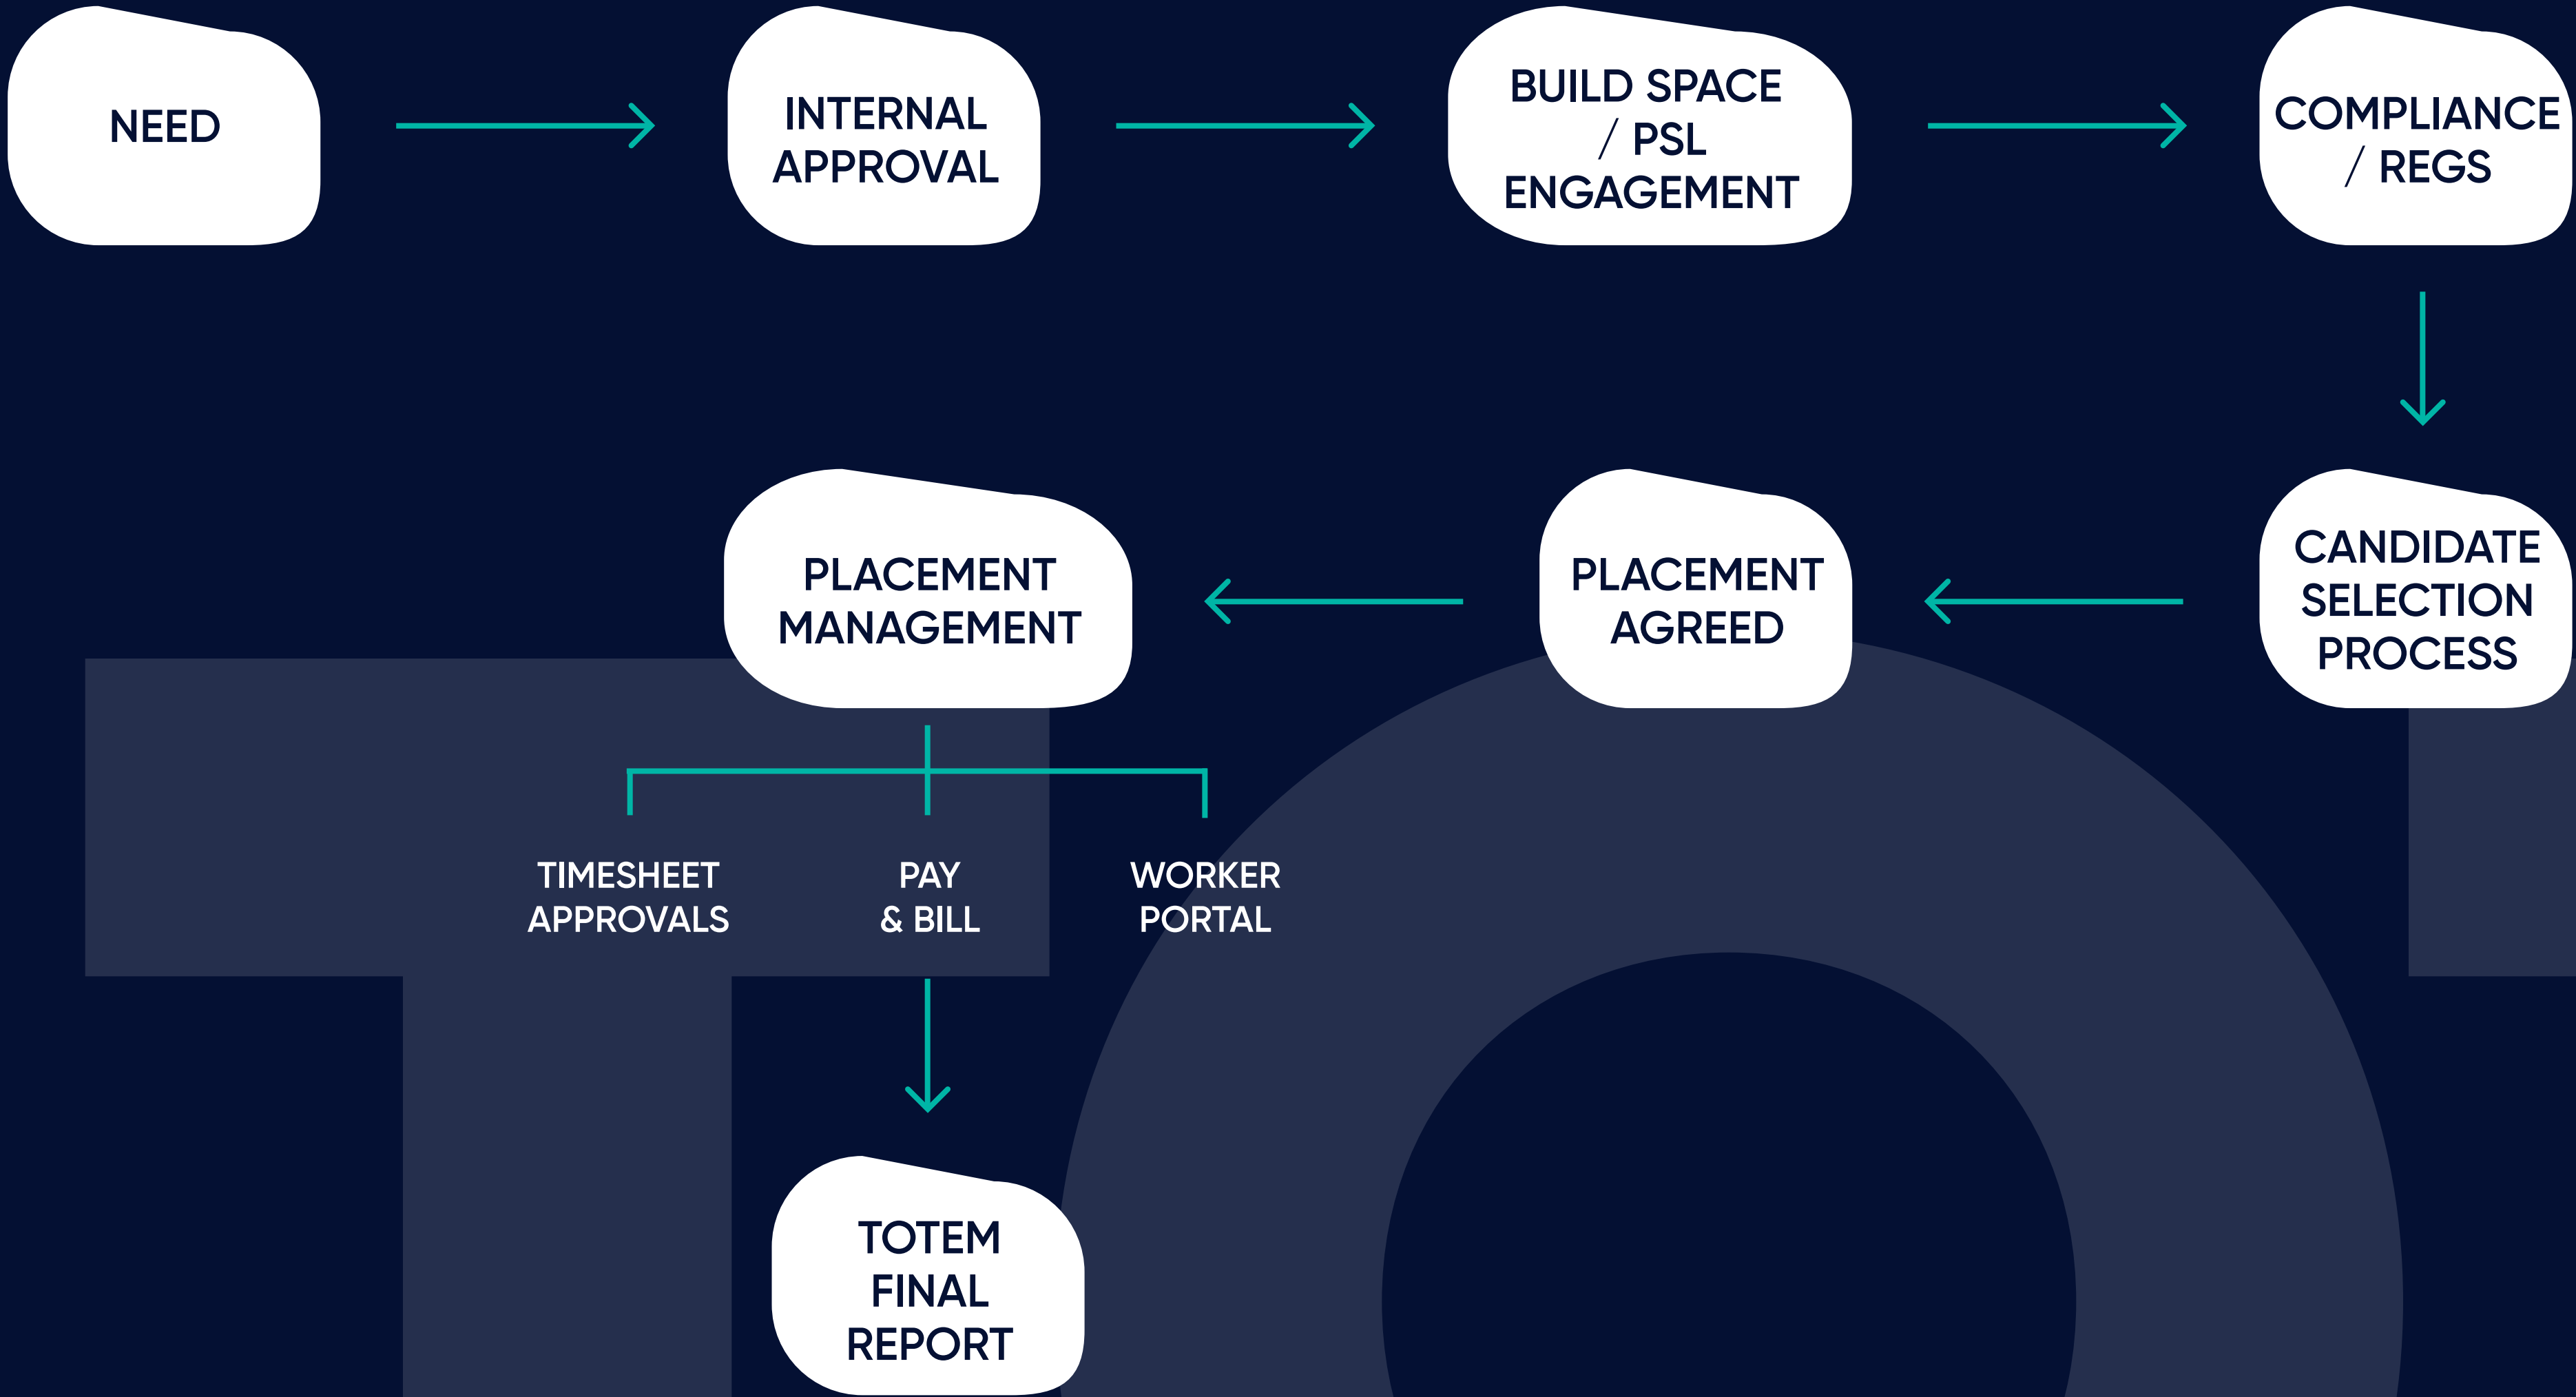 NEED
INTERNAL
APPROVAL
BUILD SPACE
/ PSL
ENGAGEMENT
COMPLIANCE
/ REGS
CANDIDATE
SELECTION
PROCESS
PLACEMENT
AGREED
PLACEMENT
MANAGEMENT
TIMESHEET
APPROVALS
PAY
& BILL
WORKER
PORTAL
TOTEM
FINAL
REPORT
TOT